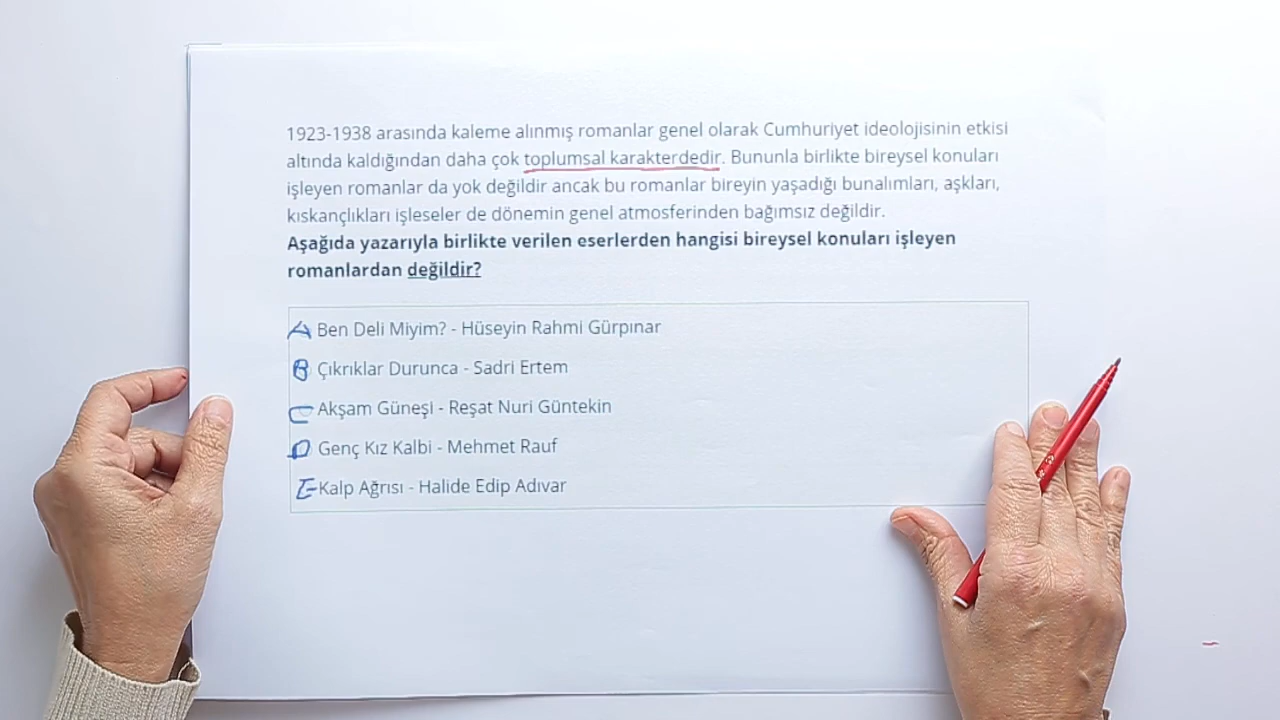 1923-1938 arasında kaleme alınmış romanlar genel olarak Cumhuriyet ideolojisinin etkisi
altında kaldığından daha çok toplumsal karakterdedir. Bununla birlikte bireysel konuları
işleyen romanlar da yok değildir ancak bu romanlar bireyin yaşadığı bunalımları, aşkları,
kıskançlıkları işleseler de dönemin genel atmosferinden bağımsız değildir.
Aşağıda yazarıyla birlikte verilen eserlerden hangisi bireysel konuları işleyen
romanlardan değildir?
A Ben Deli Miyim? - Hüseyin Rahmi Gürpınar
B Çıkrıklar Durunca - Sadri Ertem
C Akşam Güneşi - Reşat Nuri Güntekin
D Genç Kız Kalbi - Mehmet Rauf
E Kalp Ağrısı - Halide Edip Adıvar